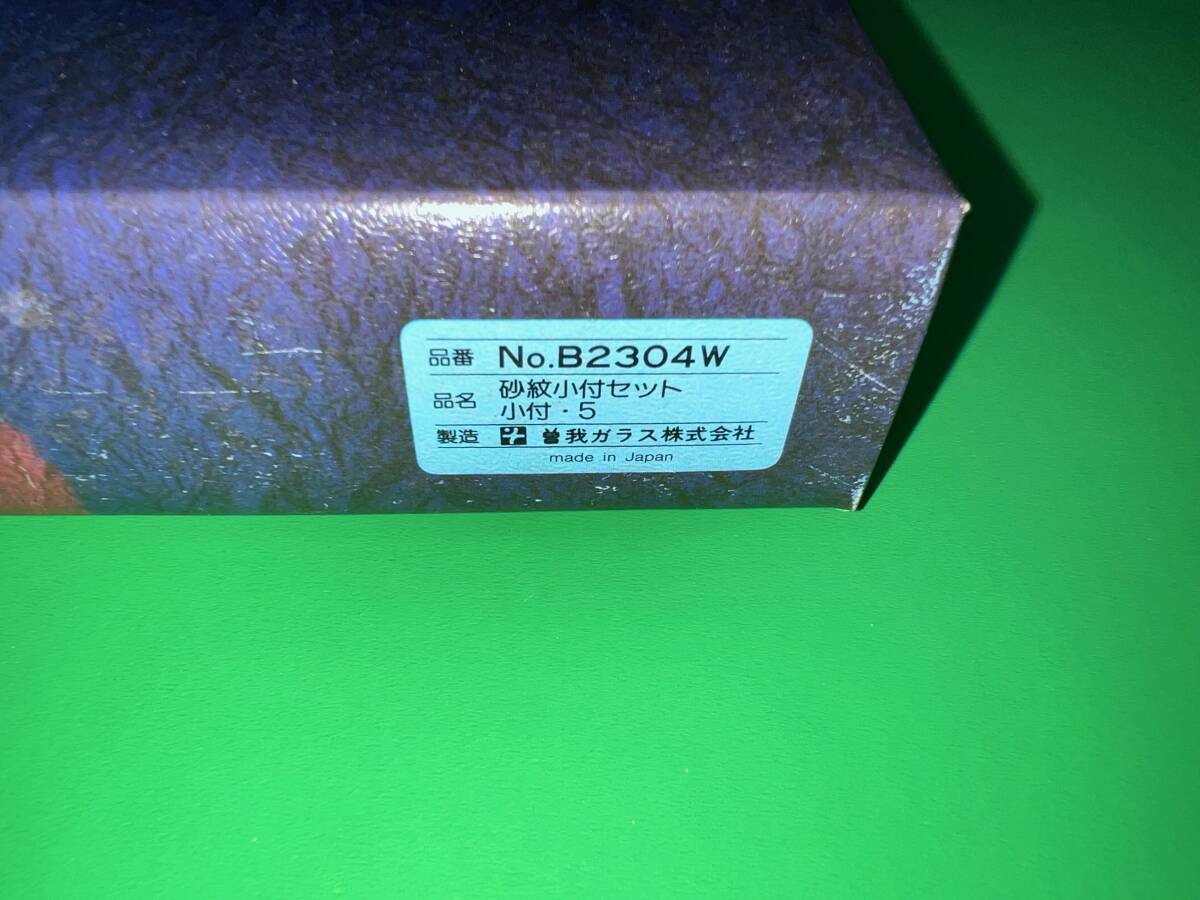 品番 No.B2304W
品名 砂紋小付セット
小付・5
製造 曽我ガラス株式会社
made in Japan